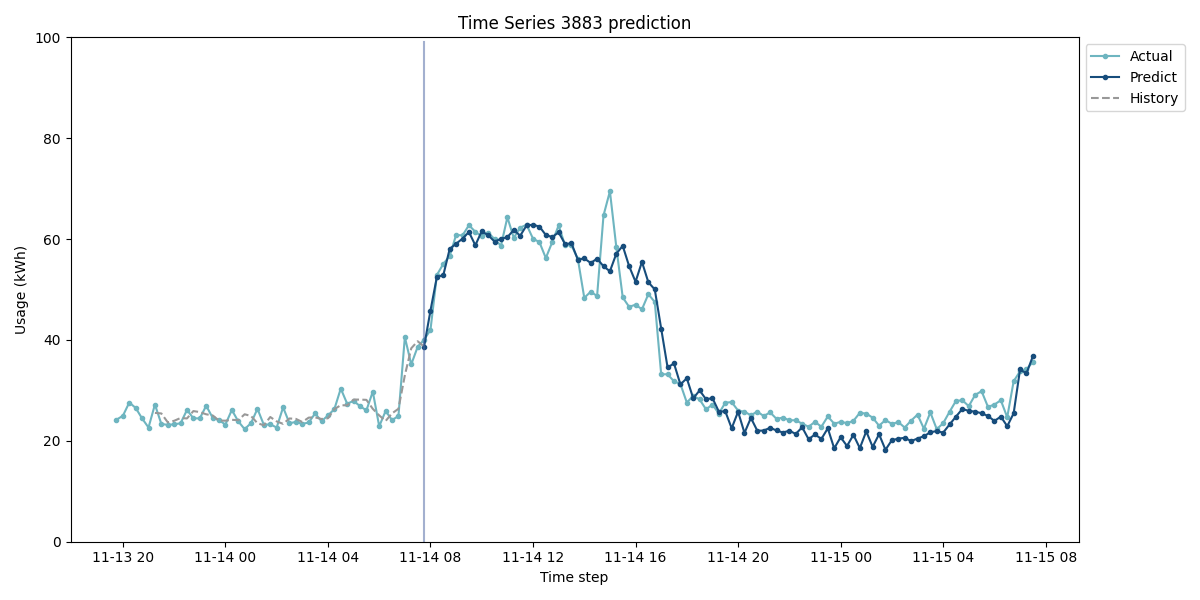 Time Series 3883 prediction
Usage (kWh)
100
80
60
40
20
0
11-13 20
11-14 00
11-14 04
11-14 08
11-14 12
11-14 16
11-14 20
11-15 00
11-15 04
11-15 08
Time step
Actual
Predict
History